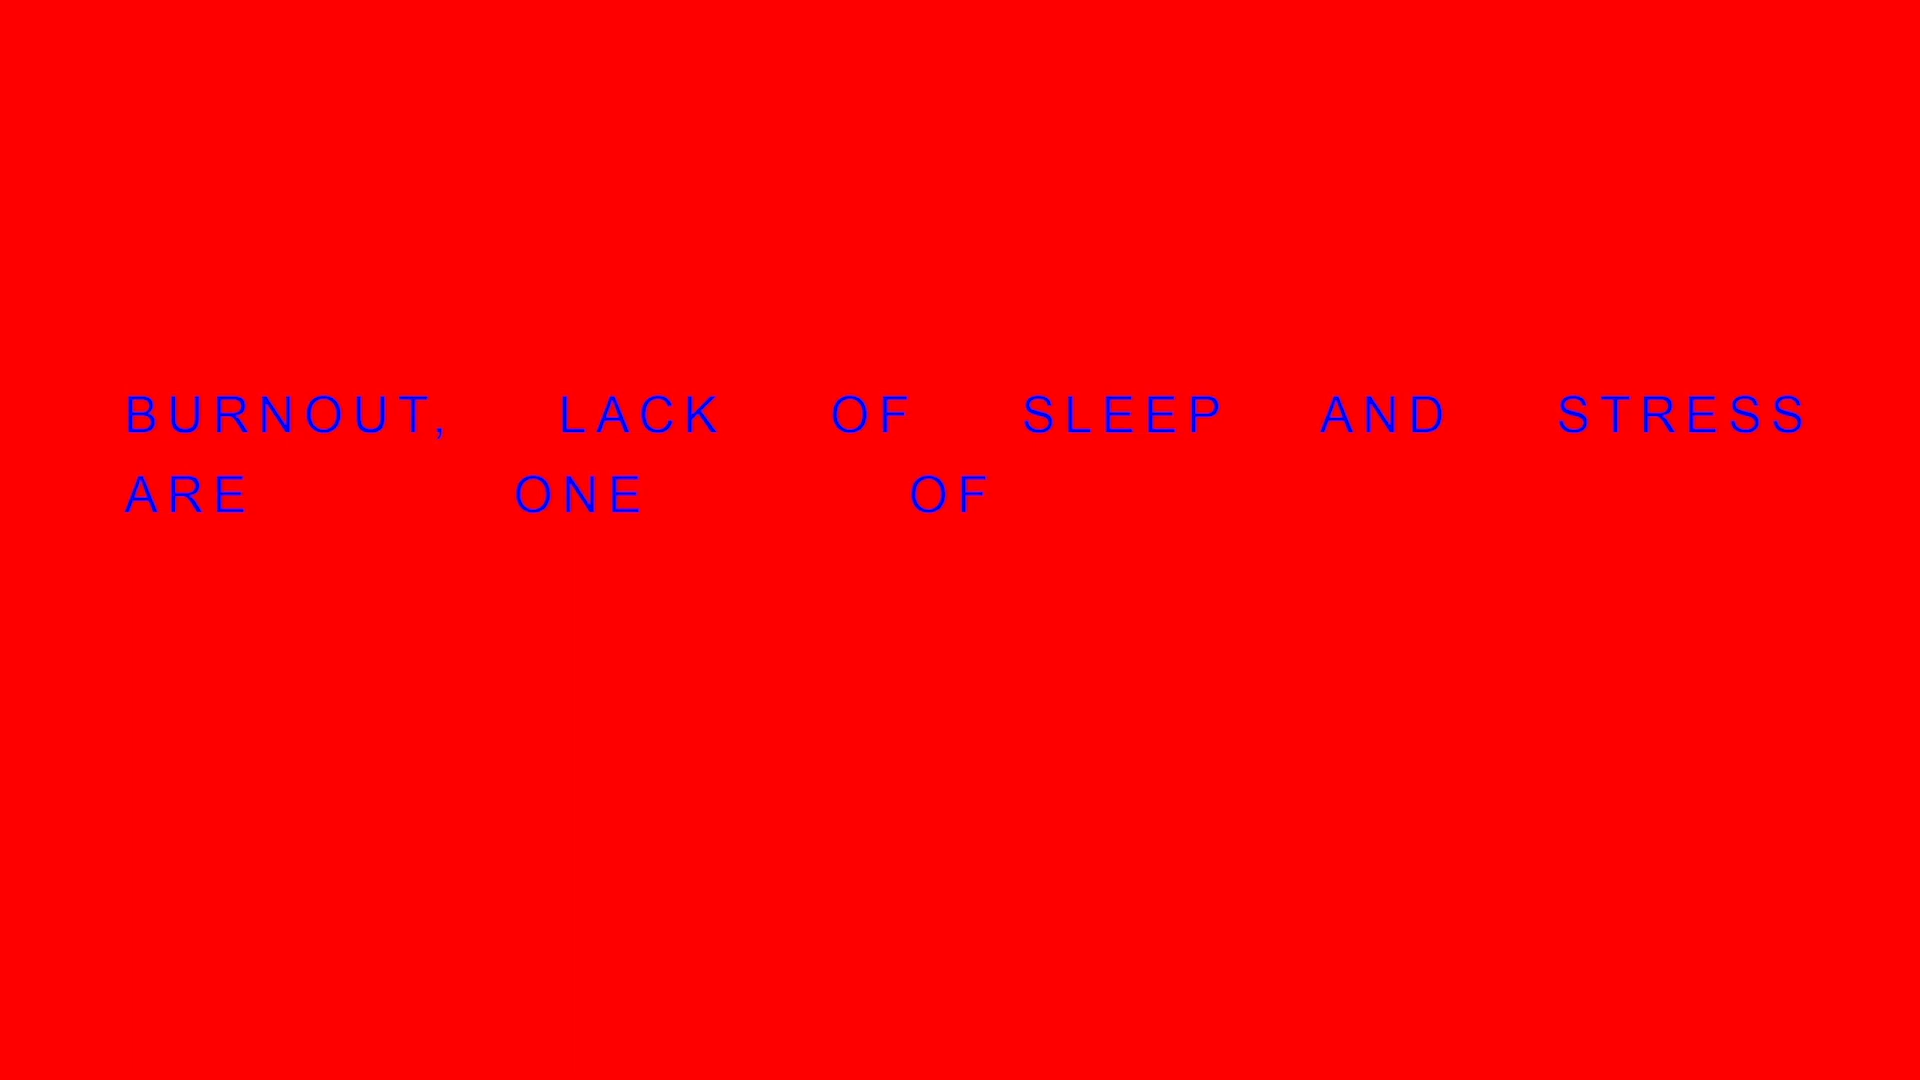 BURNOUT, LACK OF SLEEP AND STRESS
ARE ONE OF